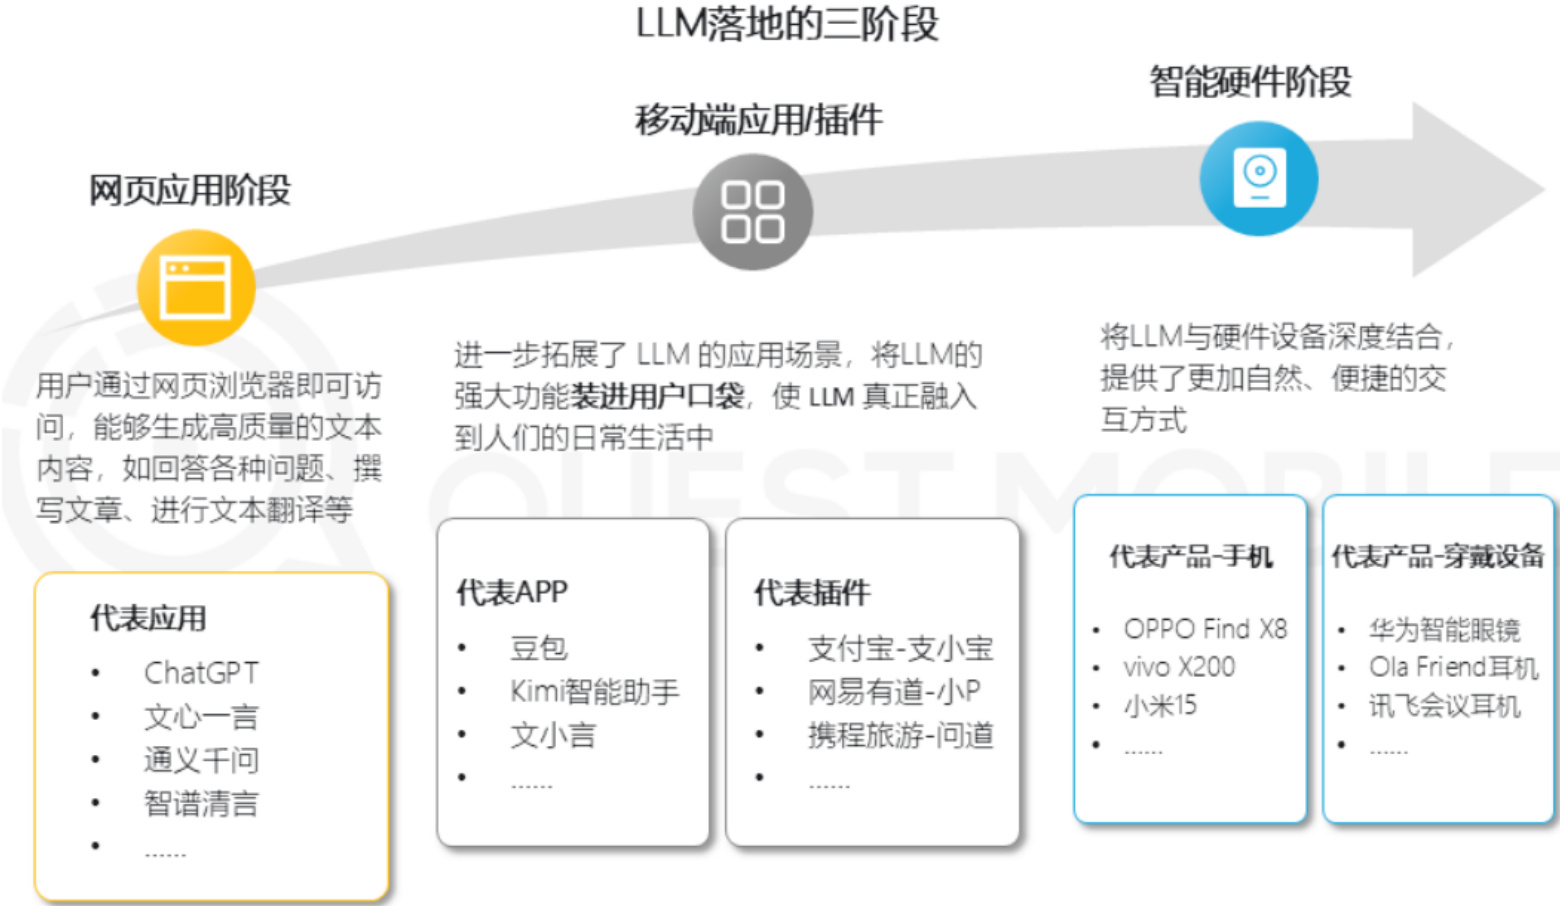 LLM落地的三阶段
网页应用阶段
用户通过网页浏览器即可访
问，能够生成高质量的文本
内容，如回答各种问题、撰
写文章、进行文本翻译等
代表应用
• ChatGPT
• 文心一言
• 通义千问
• 智谱清言
• ……
移动端应用/插件
进一步拓展了 LLM 的应用场景，将LLM的
强大功能装进用户口袋，使 LLM 真正融入
到人们的日常生活中
代表APP
• 豆包
• Kimi智能助手
• 文小言
• ……
代表插件
• 支付宝-支小宝
• 网易有道-小P
• 携程旅游-问道
• ……
智能硬件阶段
将LLM与硬件设备深度结合，
提供了更加自然、便捷的交
互方式
代表产品-手机
• OPPO Find X8
• vivo X200
• 小米15
• ……
代表产品-穿戴设备
• 华为智能眼镜
• Ola Friend耳机
• 讯飞会议耳机
• ……
QUEST MOBILE